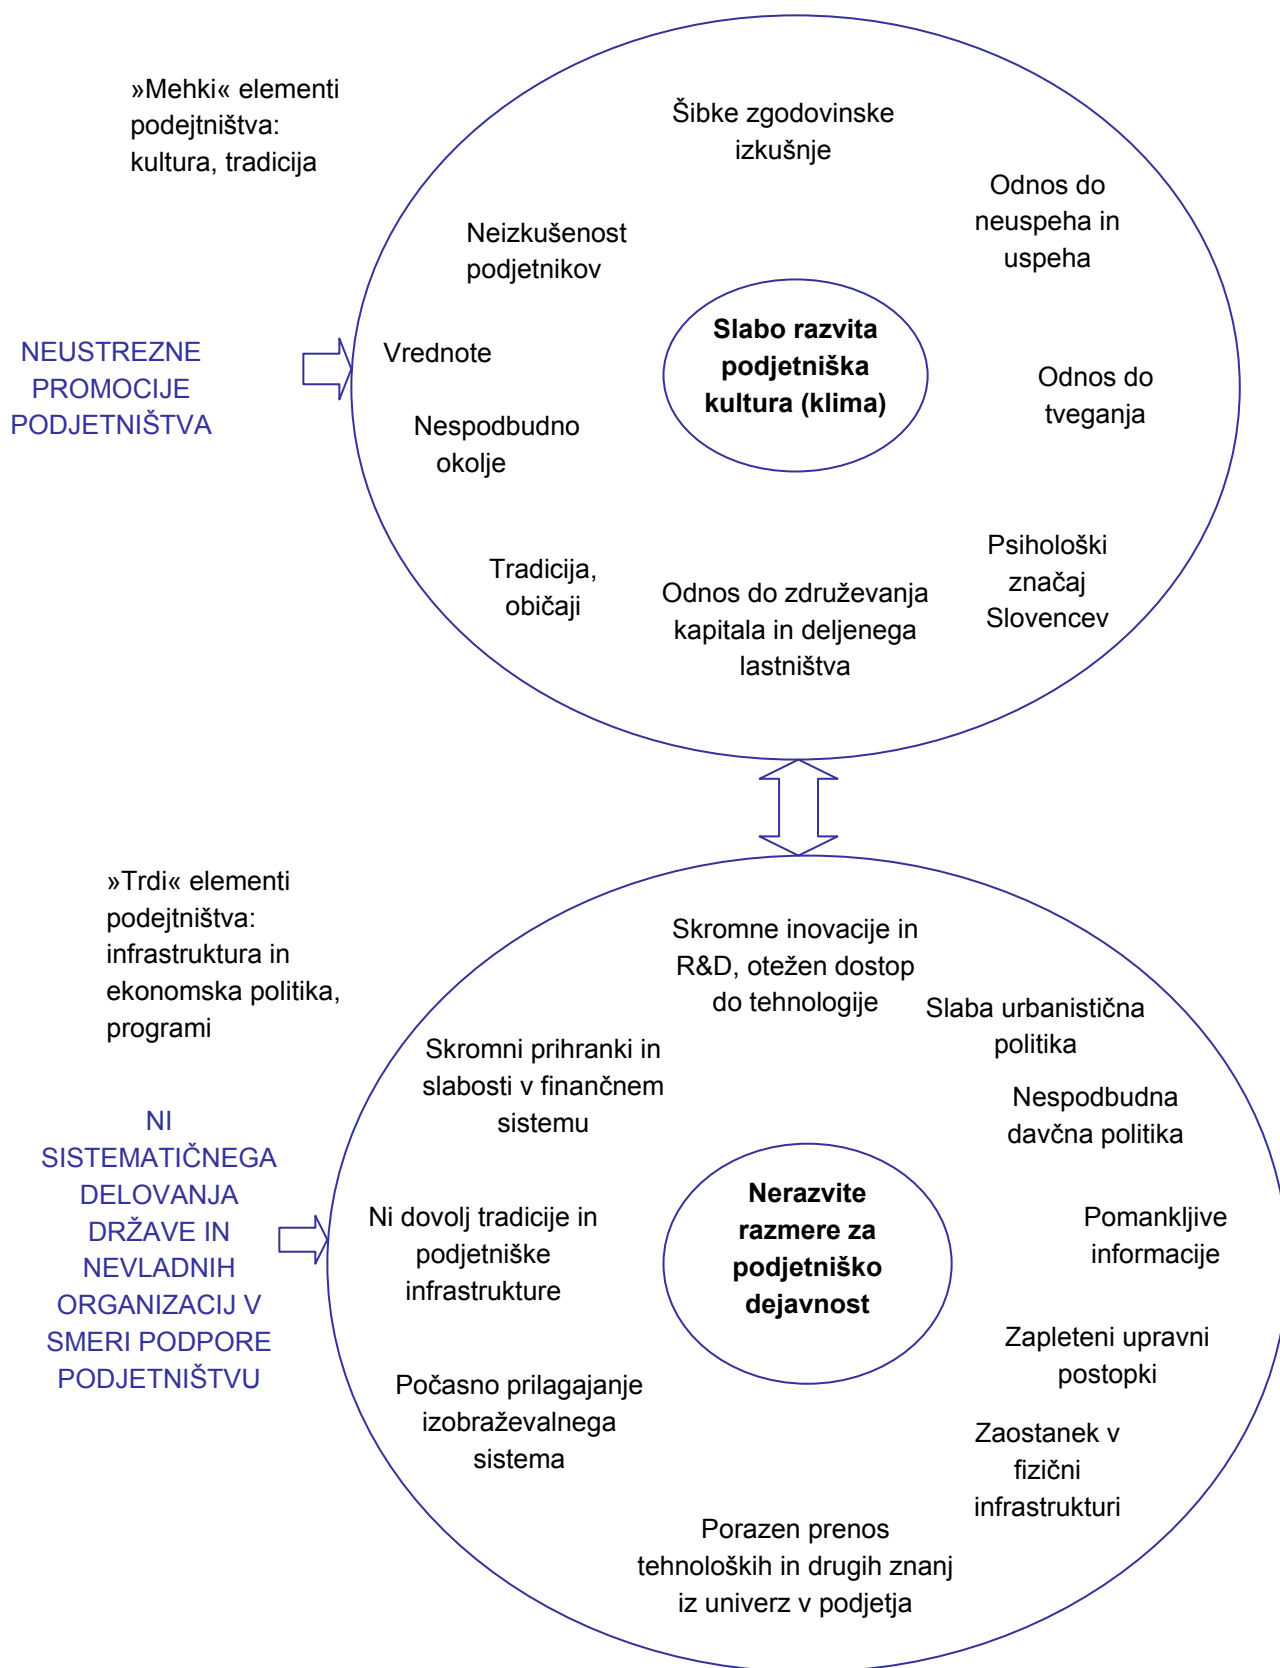 »Mehki« elementi
podejtništva:
kultura, tradicija
Šibke zgodovinske
izkušnje
Odnos do
neuspeha in
uspeha
Neizkušenost
podjetnikov
Slabo razvita
podjetniška
kultura (klima)
NEUSTREZNE
PROMOCIJE
PODJETNIŠTVA
Vrednote
Odnos do
tveganja
Nespodbudno
okolje
Psihološki
značaj
Slovencev
Tradicija,
običaji
Odnos do združevanja
kapitala in deljenega
lastništva
»Trdi« elementi
podejtništva:
infrastruktura in
ekonomska politika,
programi
Skromne inovacije in
R&D, otežen dostop
do tehnologije
Slaba urbanistična
politika
Skromni prihranki in
slabosti v finančnem
sistemu
Nespodbudna
davčna politika
NI
SISTEMATIČNEGA
DELOVANJA
DRŽAVE IN
NEVLADNIH
ORGANIZACIJ V
SMERI PODPORE
PODJETNIŠTVU
Nerazvite
razmere za
podjetniško
dejavnost
Ni dovolj tradicije in
podjetniške
infrastrukture
Pomankljive
informacije
Zapleteni upravni
postopki
Počasno prilagajanje
izobraževalnega
sistema
Zaostanek v
fizični
infrastrukturi
Porazen prenos
tehnoloških in drugih znanj
iz univerz v podjetja